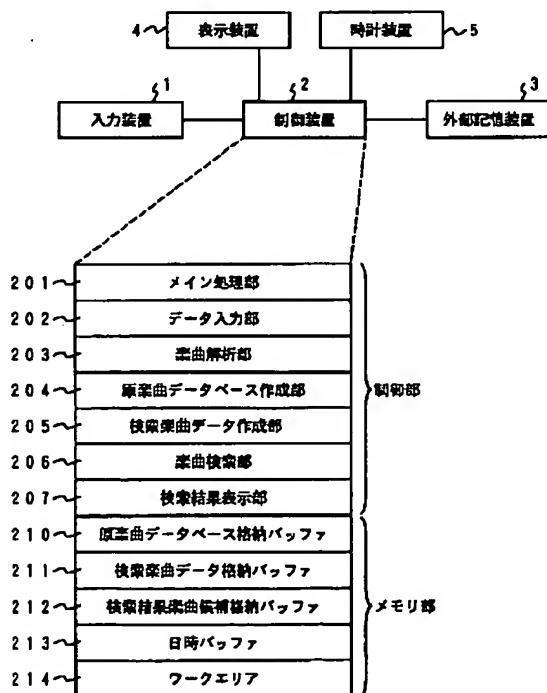 4 表示装置
時計装置 5
1
入力装置
2
制御装置
3
外部記憶装置
201 メイン処理部
202 データ入力部
203 楽曲解析部
204 原楽曲データベース作成部
205 検索楽曲データ作成部
206 楽曲検索部
207 検索結果表示部
制御部
210 原楽曲データベース格納バッファ
211 検索楽曲データ格納バッファ
212 検索結果楽曲候補格納バッファ
213 日時バッファ
214 ワークエリア
メモリ部